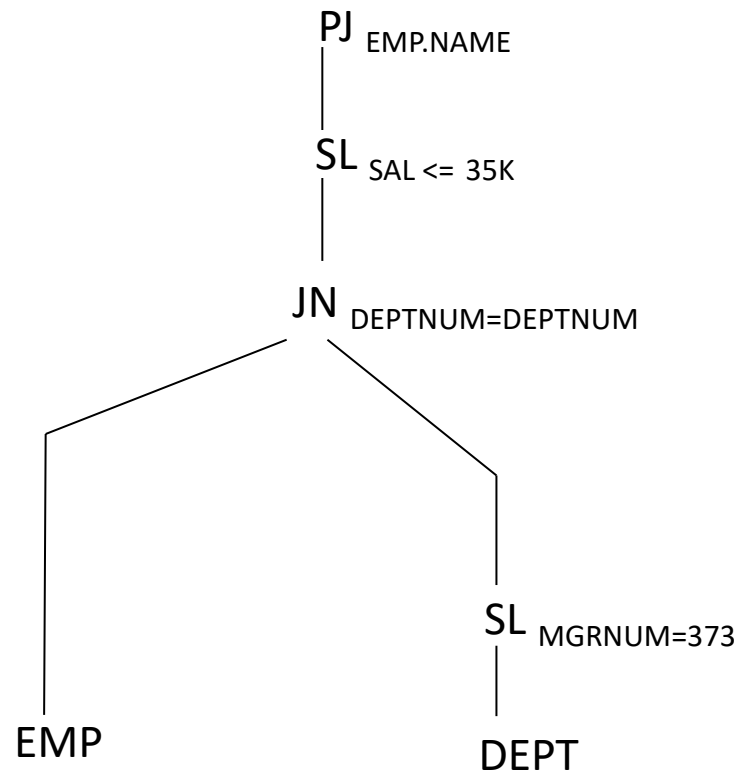 PJ EMP.NAME
SL SAL <= 35K
JN DEPTNUM=DEPTNUM
SL MGRNUM=373
EMP
DEPT